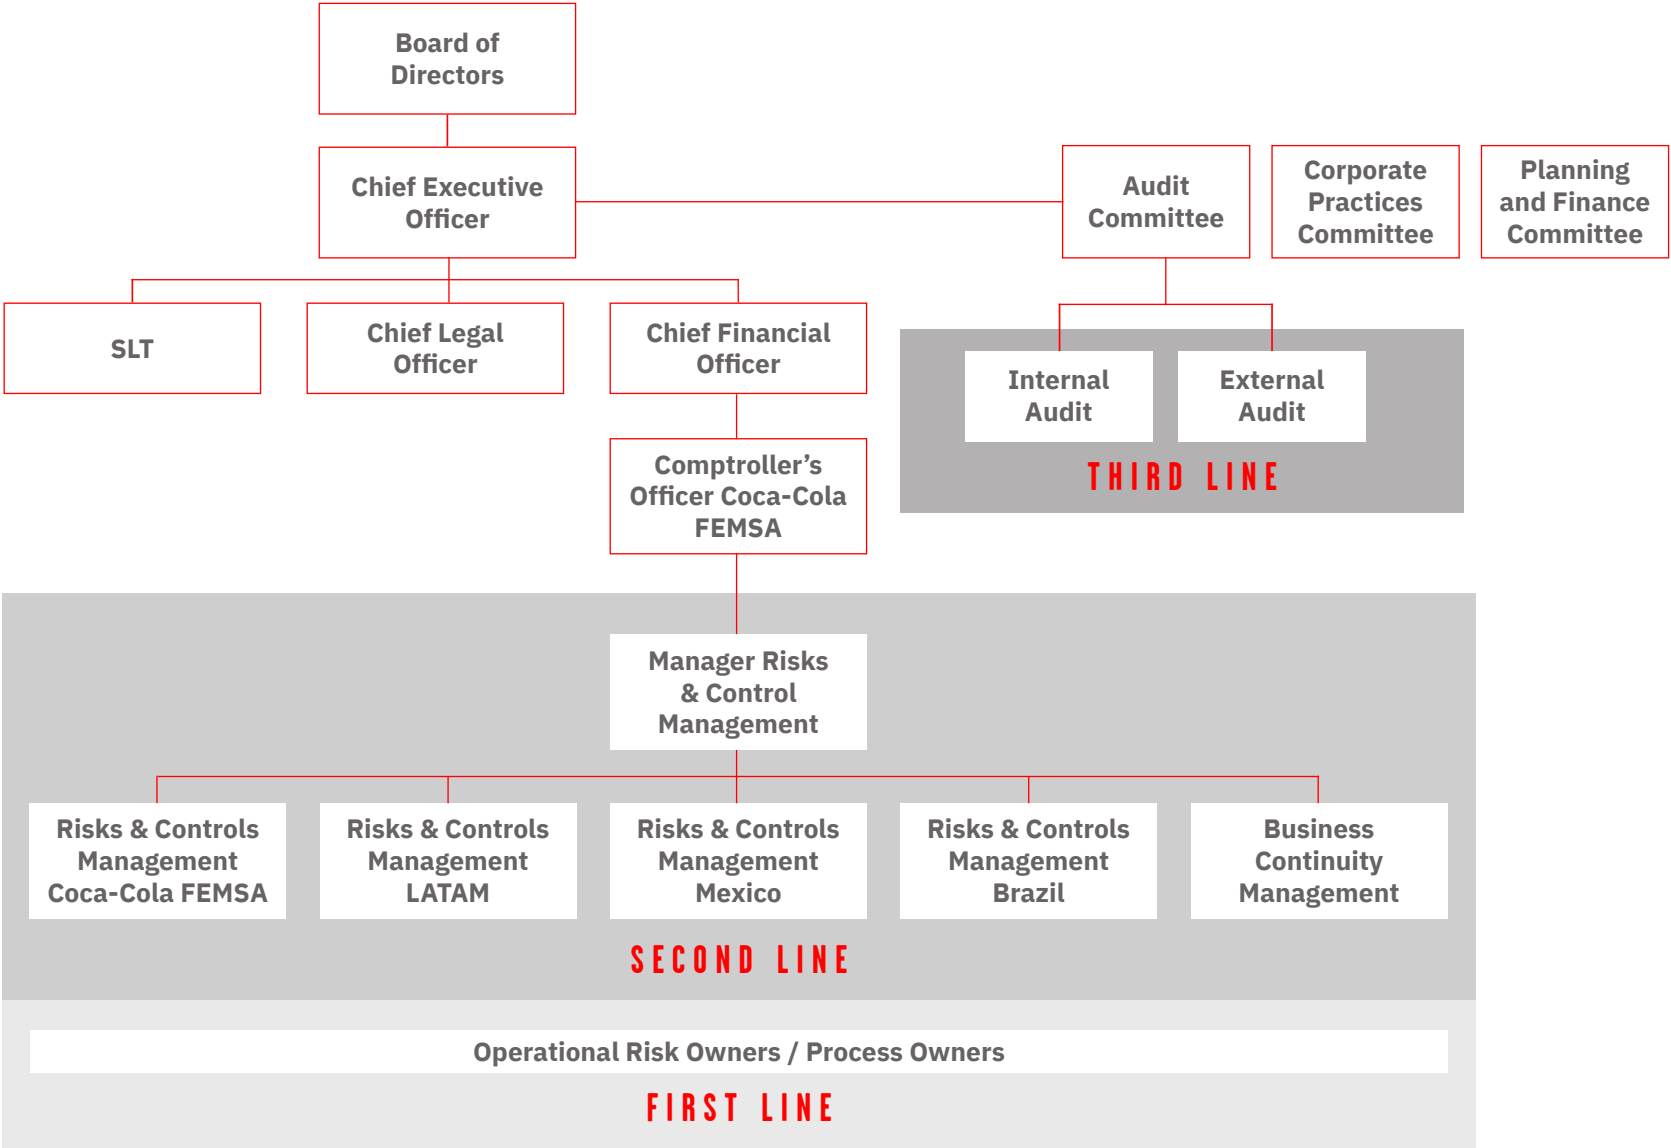 Board of
Directors
Chief Executive
Officer
Audit
Committee
Corporate
Practices
Committee
Planning
and Finance
Committee
SLT
Chief Legal
Officer
Chief Financial
Officer
Internal
Audit
External
Audit
THIRD LINE
Comptroller’s
Officer Coca-Cola
FEMSA
Manager Risks
& Control
Management
Risks & Controls
Management
Coca-Cola FEMSA
Risks & Controls
Management
LATAM
Risks & Controls
Management
Mexico
Risks & Controls
Management
Brazil
Business
Continuity
Management
SECOND LINE
Operational Risk Owners / Process Owners
FIRST LINE